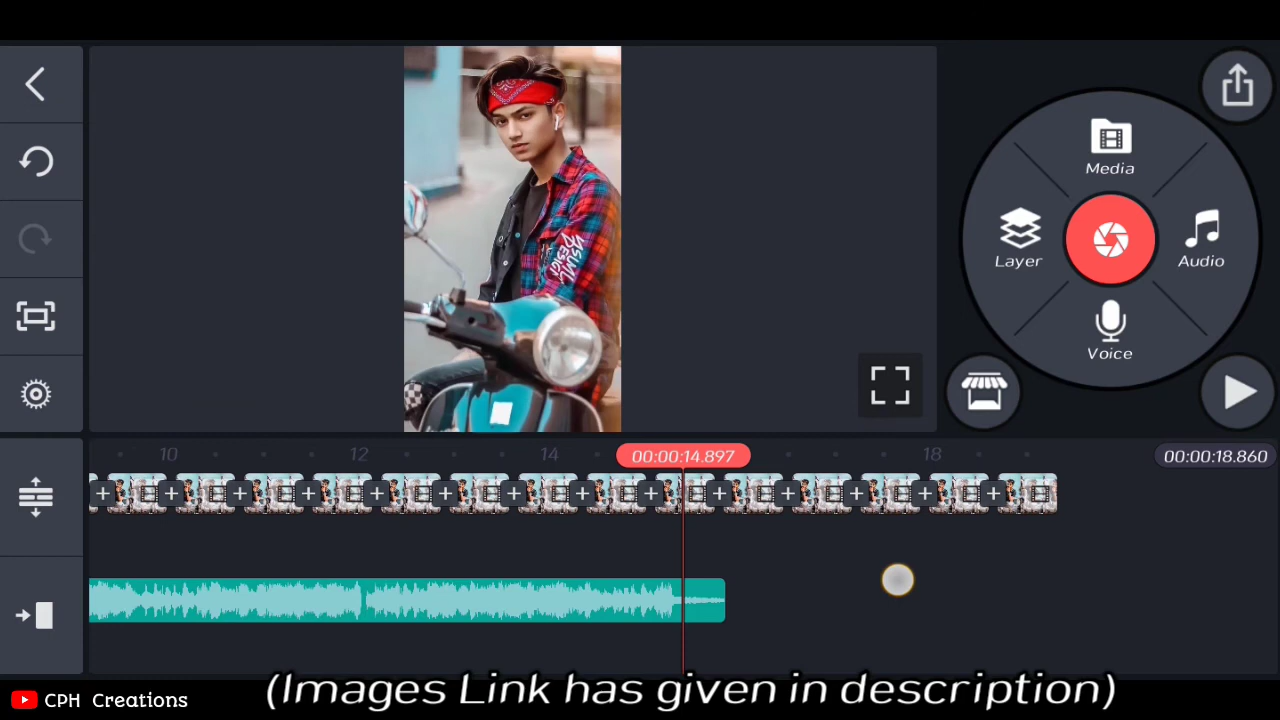 Media
Layer
Audio
Voice
10
12
14
00:00:14.897
18
00:00:18.860
CPH Creations
(Images Link has given in description)